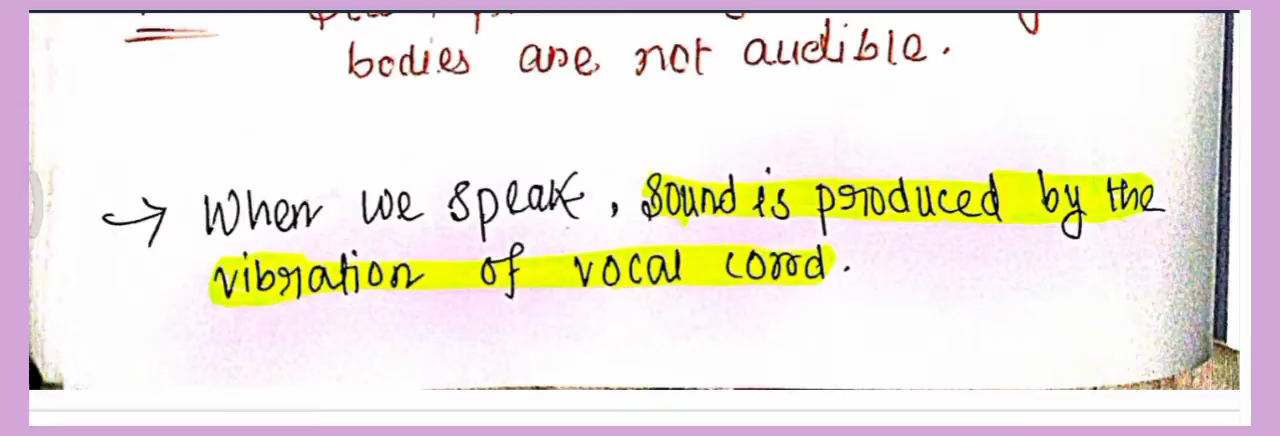 bodies are not audible.
→ When we speak, sound is produced by the
vibration of vocal cord.